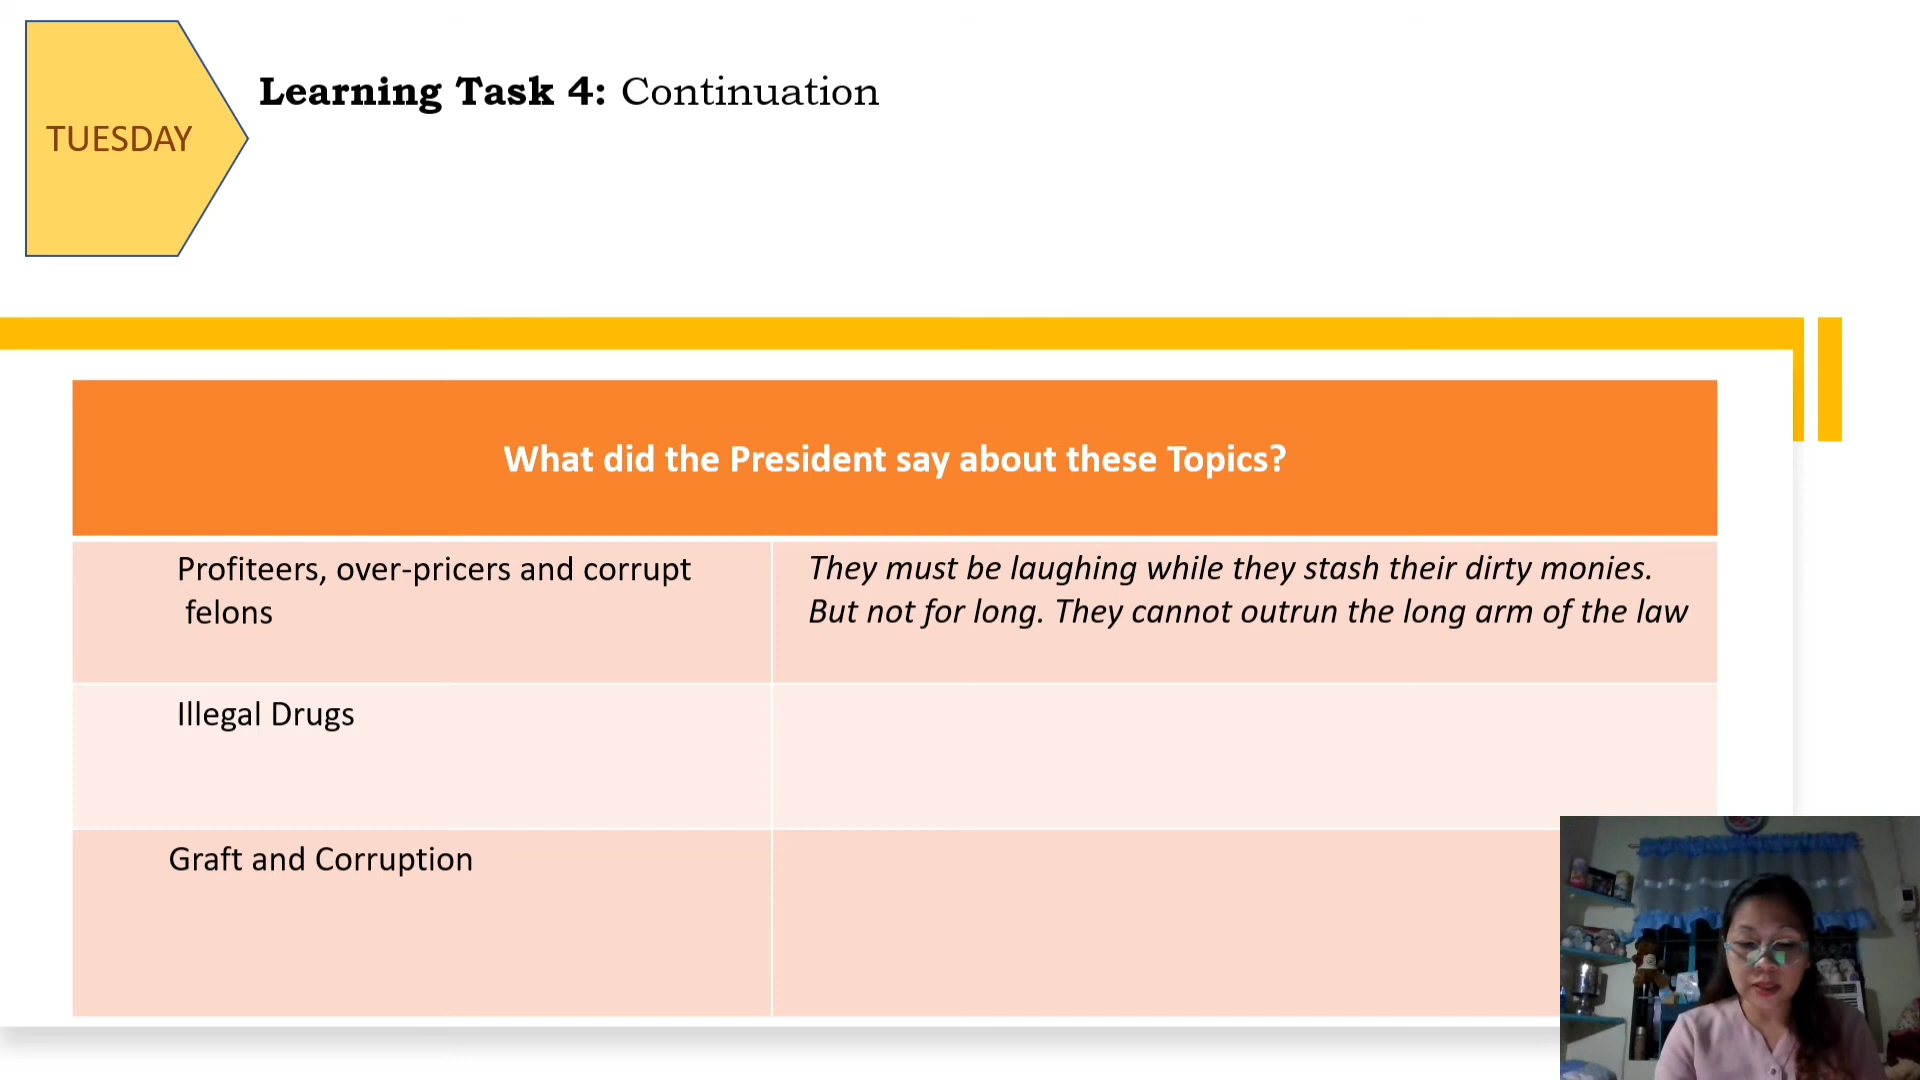 TUESDAY
Learning Task 4: Continuation
What did the President say about these Topics?
Profiteers, over-pricers and corrupt
felons
They must be laughing while they stash their dirty monies.
But not for long. They cannot outrun the long arm of the law
Illegal Drugs
Graft and Corruption